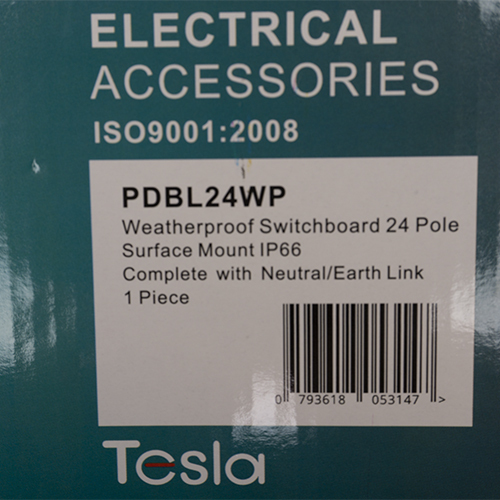 ELECTRICAL
ACCESSORIES
ISO9001:2008
PDBL24WP
Weatherproof Switchboard 24 Pole
Surface Mount IP66
Complete with Neutral/Earth Link
1 Piece
0 793618 053147 >
Tesla